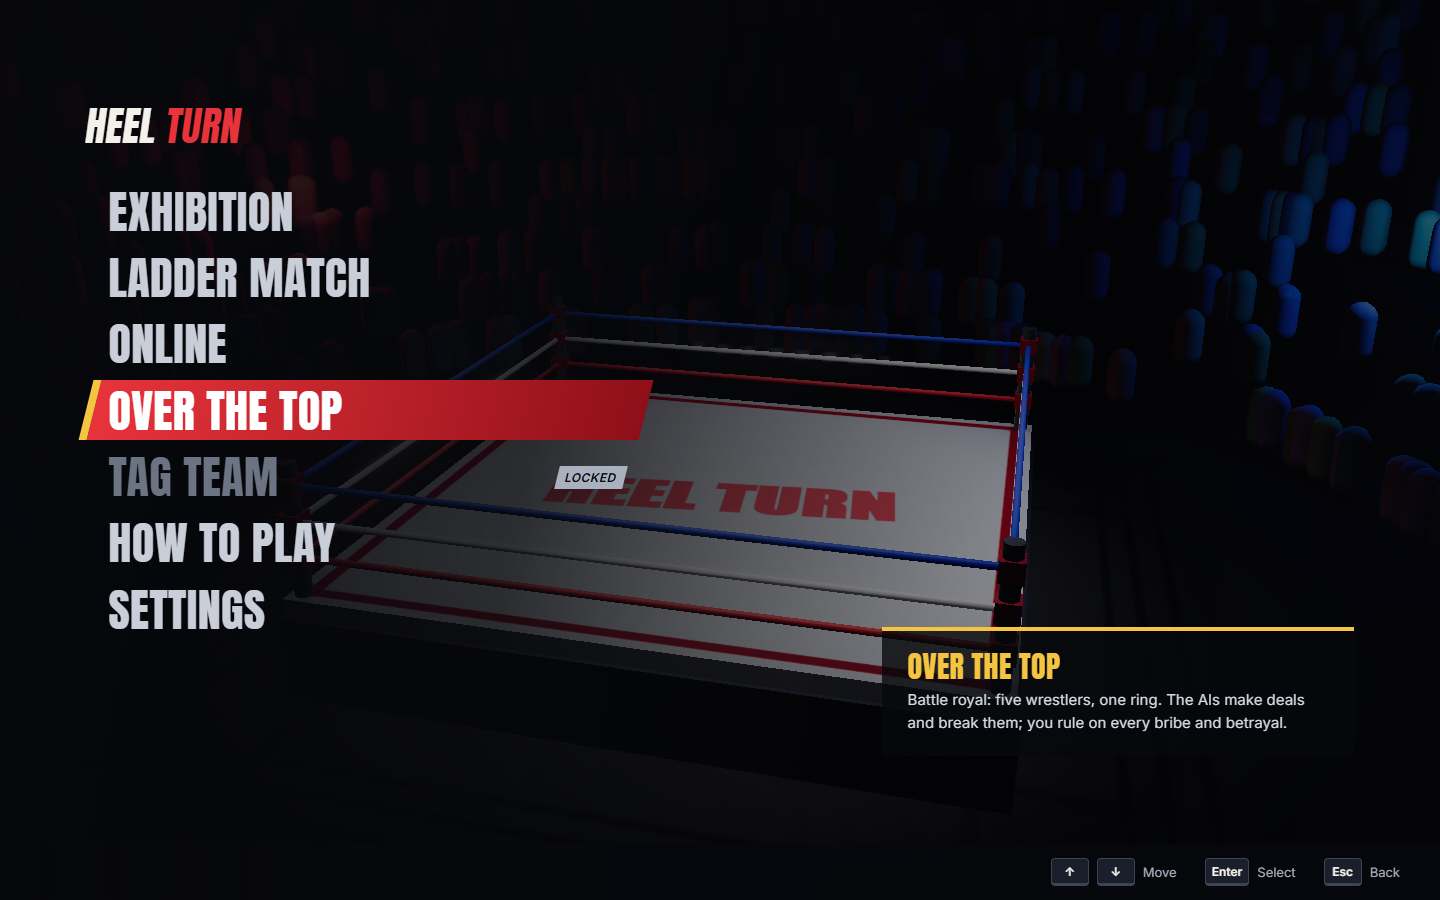 HEEL TURN
EXHIBITION
LADDER MATCH
ONLINE
OVER THE TOP
TAG TEAM
LOCKED
HEEL TURN
HOW TO PLAY
SETTINGS
OVER THE TOP
Battle royal: five wrestlers, one ring. The AIs make deals
and break them; you rule on every bribe and betrayal.
↑ ↓ Move Enter Select Esc Back